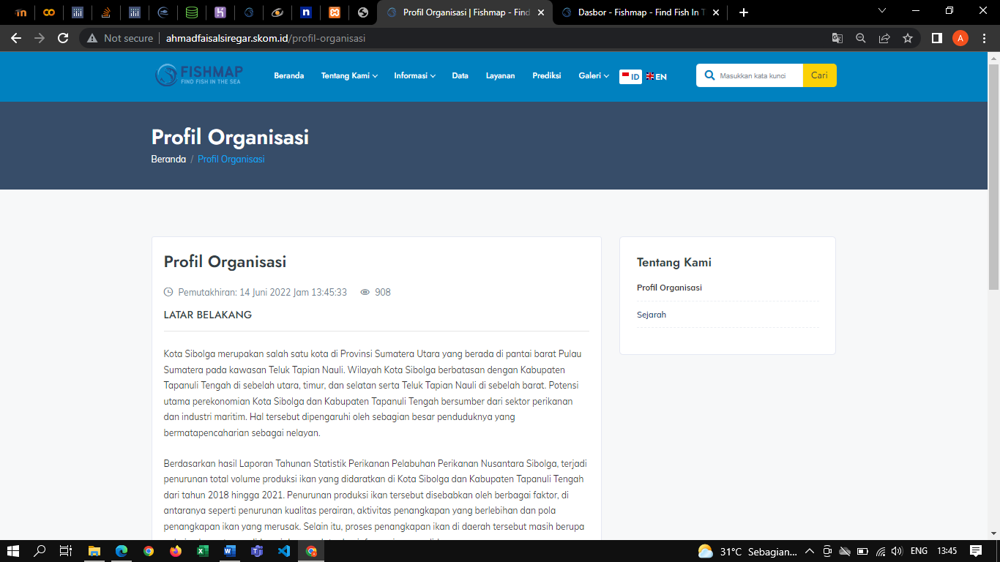 Profil Organisasi | Fishmap - Find
Dasbor - Fishmap - Find Fish In T
Not secure
ahmadfaisalsiregar.skom.id/profil-organisasi
A
FISHMAP
FIND FISH IN THE SEA
Beranda
Tentang Kami
Informasi
Data
Layanan
Prediksi
Galeri
ID
EN
Masukkan kata kunci
Cari
Profil Organisasi
Beranda / Profil Organisasi
Profil Organisasi
Pemutakhiran: 14 Juni 2022 Jam 13:45:33
908
LATAR BELAKANG
Kota Sibolga merupakan salah satu kota di Provinsi Sumatera Utara yang berada di pantai barat Pulau
Sumatera pada kawasan Teluk Tapian Nauli. Wilayah Kota Sibolga berbatasan dengan Kabupaten
Tapanuli Tengah di sebelah utara, timur, dan selatan serta Teluk Tapian Nauli di sebelah barat. Potensi
utama perekonomian Kota Sibolga dan Kabupaten Tapanuli Tengah bersumber dari sektor perikanan
dan industri maritim. Hal tersebut dipengaruhi oleh sebagian besar penduduknya yang
bermatapencaharian sebagai nelayan.
Berdasarkan hasil Laporan Tahunan Statistik Perikanan Pelabuhan Perikanan Nusantara Sibolga, terjadi
penurunan total volume produksi ikan yang didaratkan di Kota Sibolga dan Kabupaten Tapanuli Tengah
dari tahun 2018 hingga 2021. Penurunan produksi ikan tersebut disebabkan oleh berbagai faktor, di
antaranya seperti penurunan kualitas perairan, aktivitas penangkapan yang berlebihan dan pola
penangkapan ikan yang merusak. Selain itu, proses penangkapan ikan di daerah tersebut masih berupa
Tentang Kami
Profil Organisasi
Sejarah
31°C Sebagian...
ENG
13:45